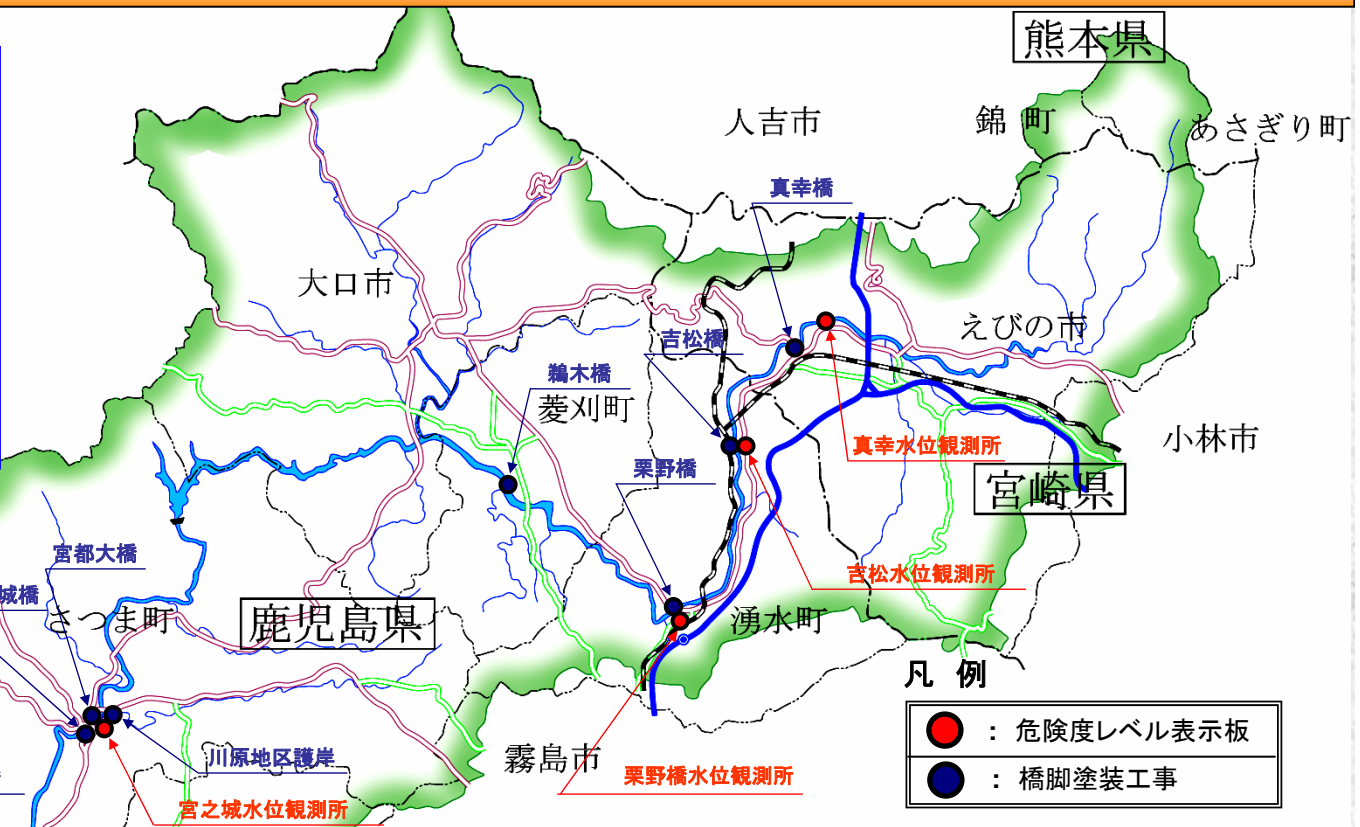 熊本県
人吉市
錦 町
あさぎり町
真幸橋
大口市
えびの市
吉松橋
鵜木橋
菱刈町
小林市
真幸水位観測所
栗野橋
宮崎県
宮都大橋
吉松水位観測所
城橋
さつま町
鹿児島県
湧水町
凡 例
: 危険度レベル表示板
: 橋脚塗装工事
川原地区護岸
霧島市
栗野橋水位観測所
宮之城水位観測所